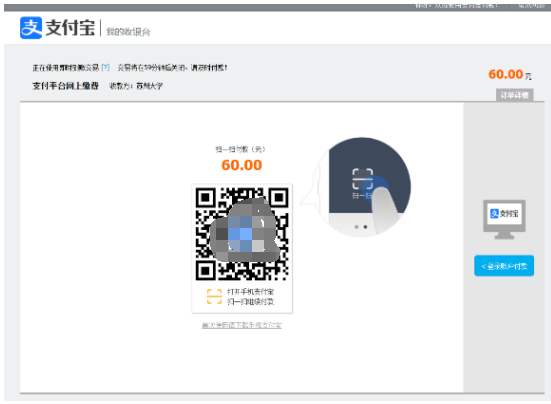 支付宝 | 我的收银台
正在使用即时到账交易 [?] 交易将在59分钟后关闭，请及时付款！
60.00 元
支付平台网上缴费 收款方：苏州大学
订单详情
扫一扫付款（元）
60.00
扫一扫
支付宝
打开手机支付宝
扫一扫继续付款
<登录账户付款
首次使用请下载手机支付宝